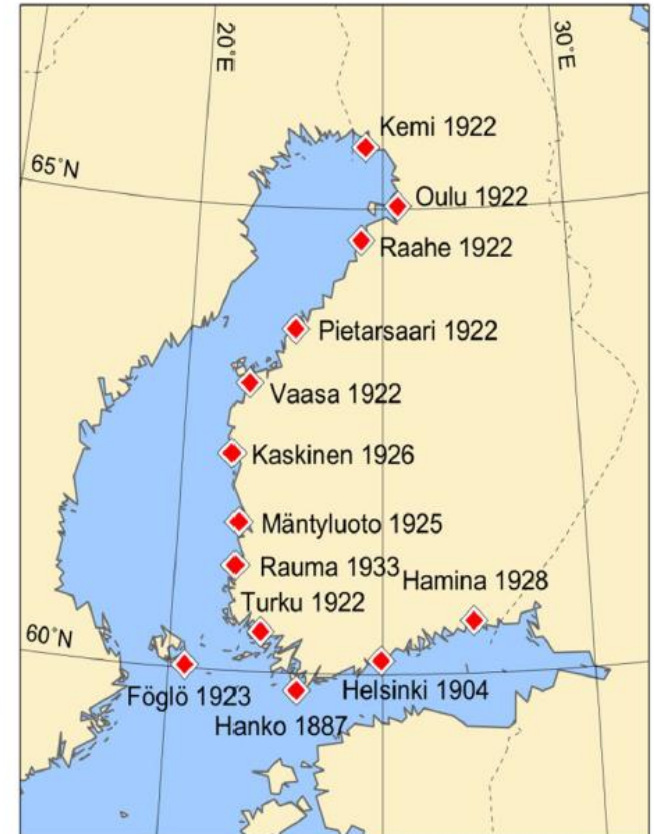 20°E
30°E
Kemi 1922
65°N
Oulu 1922
Raahe 1922
Pietarsaari 1922
Vaasa 1922
Kaskinen 1926
Mäntyluoto 1925
Rauma 1933
Hamina 1928
Turku 1922
60°N
Föglö 1923
Helsinki 1904
Hanko 1887